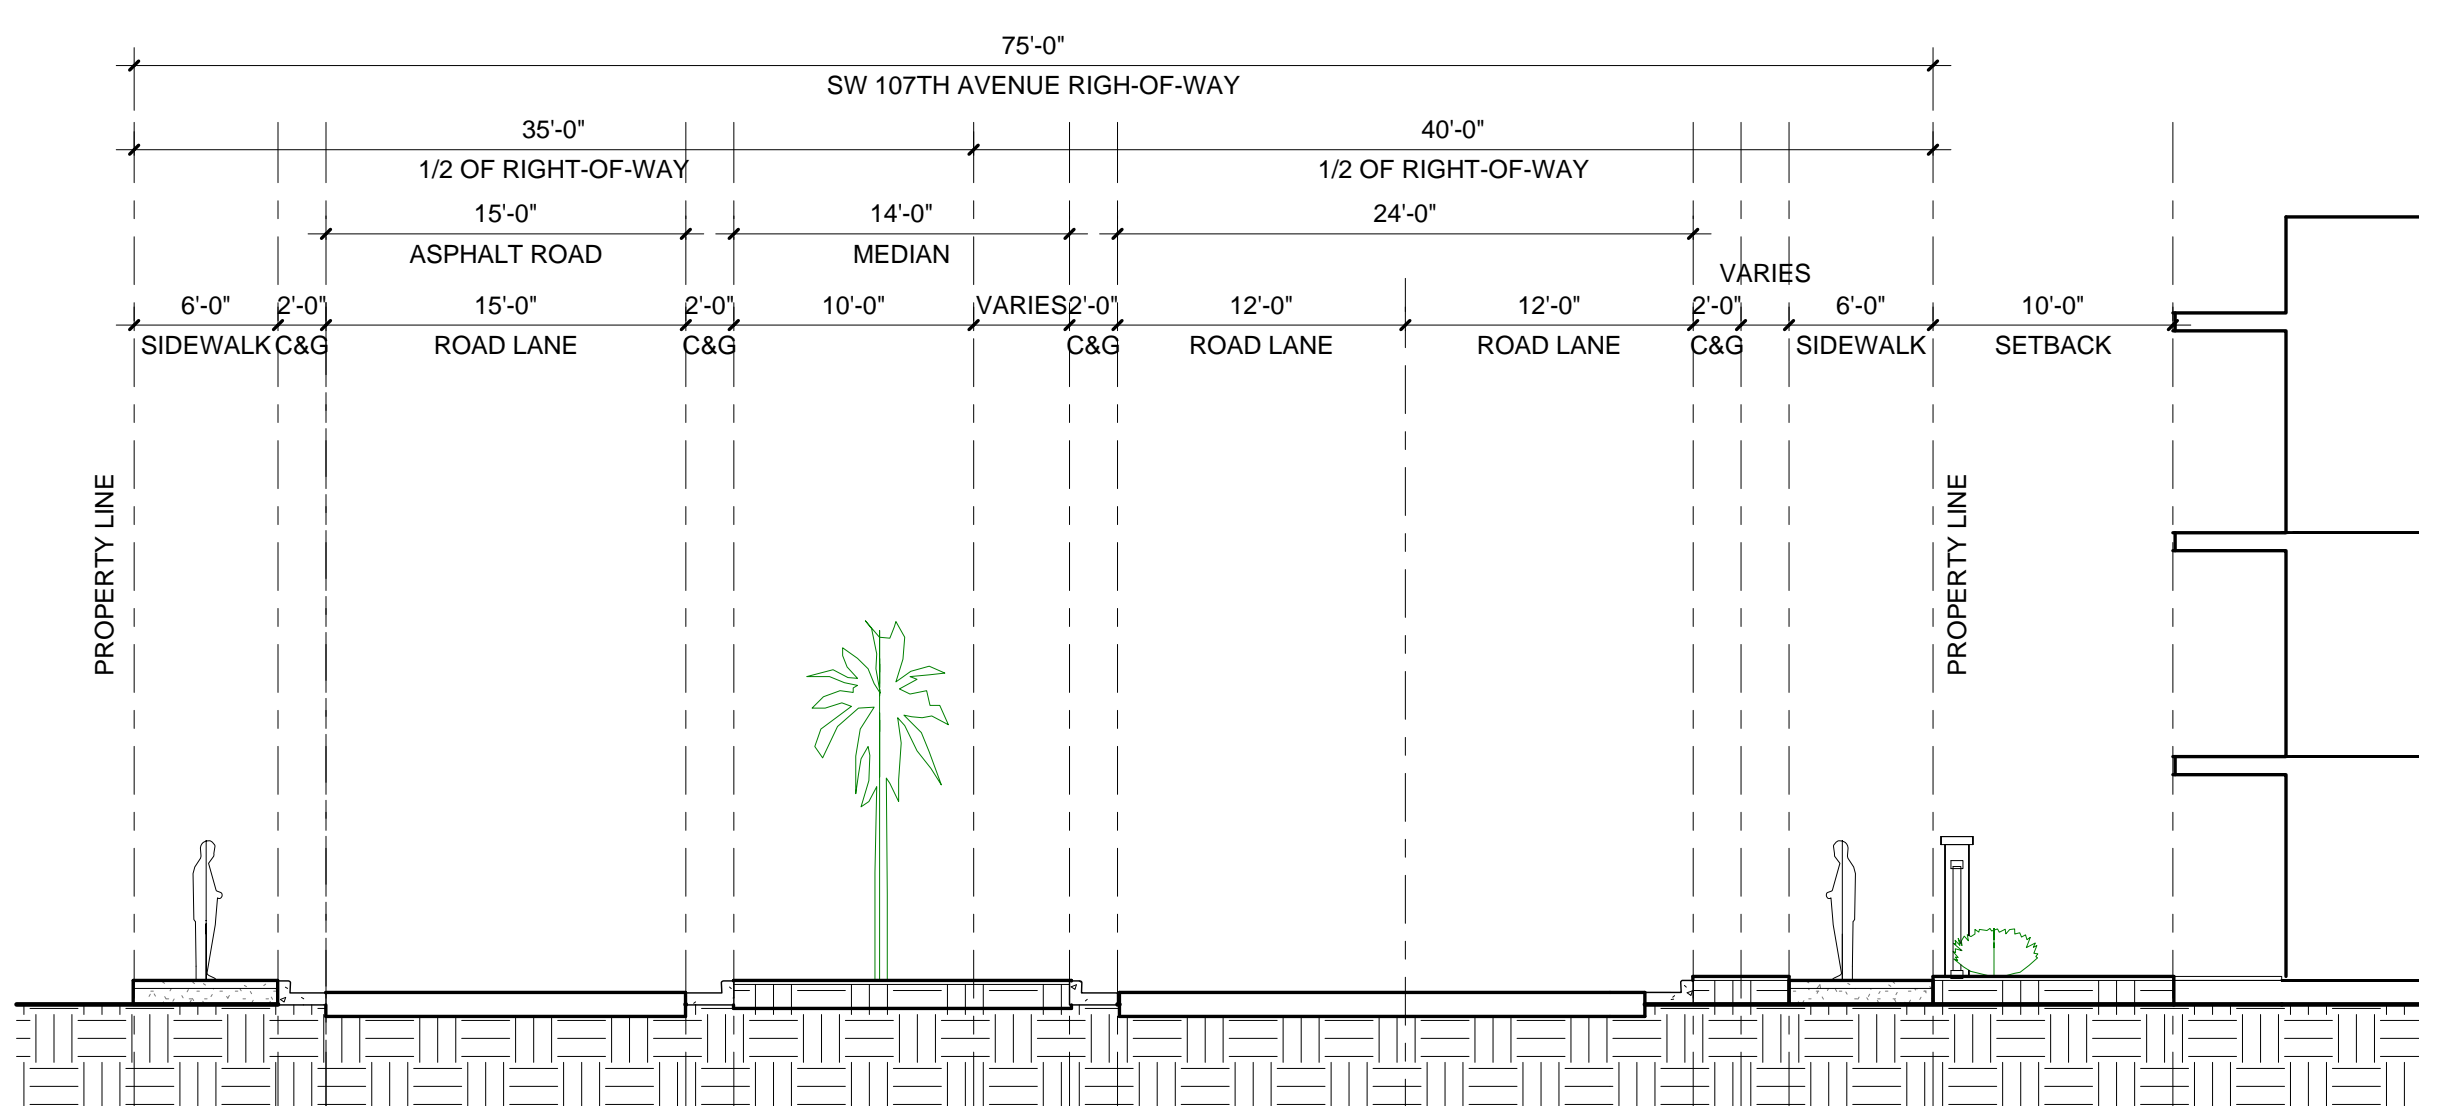 75'-0"
SW 107TH AVENUE RIGH-OF-WAY
35'-0"
40'-0"
1/2 OF RIGHT-OF-WAY
1/2 OF RIGHT-OF-WAY
15'-0"
14'-0"
24'-0"
ASPHALT ROAD
MEDIAN
VARIES
6'-0"
2'-0"
15'-0"
2'-0"
10'-0"
VARIES
2'-0"
12'-0"
12'-0"
2'-0"
6'-0"
10'-0"
SIDEWALK
C&G
ROAD LANE
C&G
C&G
ROAD LANE
ROAD LANE
C&G
SIDEWALK
SETBACK
PROPERTY LINE
PROPERTY LINE